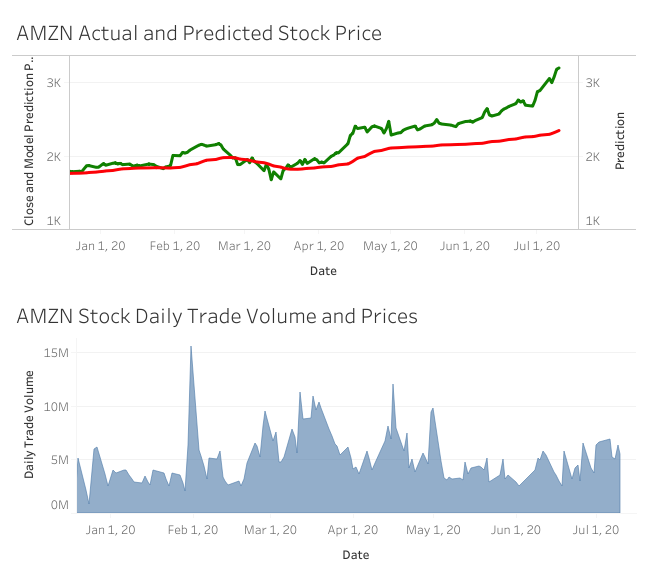 AMZN Actual and Predicted Stock Price
Close and Model Prediction P..
3K
2K
1K
3K
2K
1K
Prediction
Jan 1, 20 Feb 1, 20 Mar 1, 20 Apr 1, 20 May 1, 20 Jun 1, 20 Jul 1, 20
Date
AMZN Stock Daily Trade Volume and Prices
Daily Trade Volume
15M
10M
5M
0M
Jan 1, 20 Feb 1, 20 Mar 1, 20 Apr 1, 20 May 1, 20 Jun 1, 20 Jul 1, 20
Date